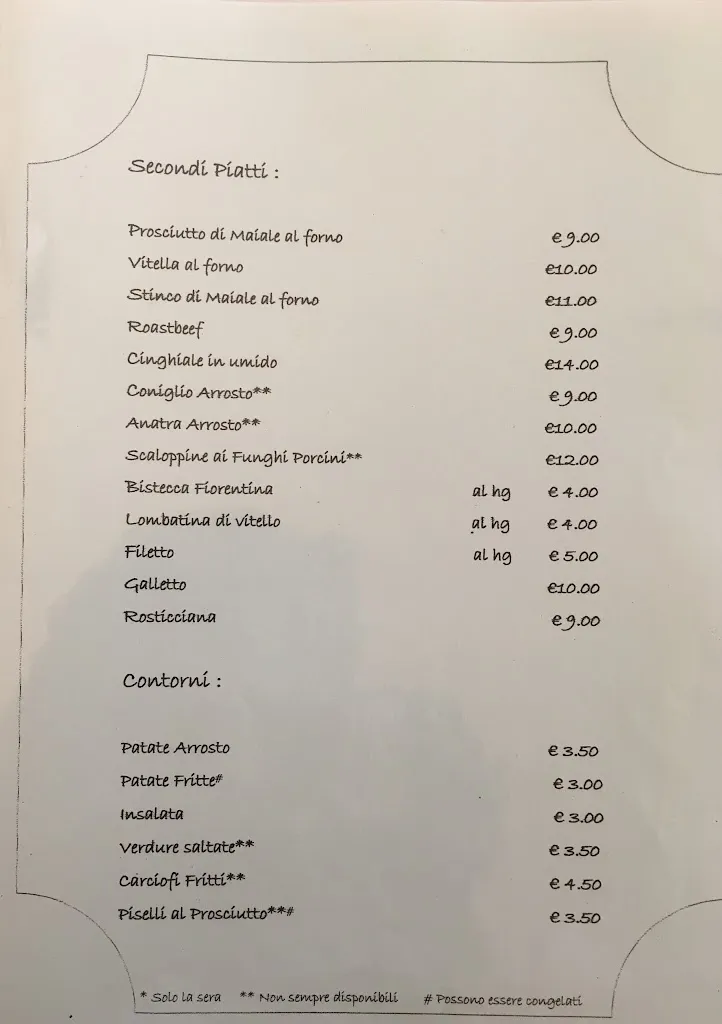 Secondi Piatti :
Prosciutto di Maiale al forno € 9.00
Vitella al forno €10.00
Stinco di Maiale al forno €11.00
Roastbeef € 9.00
Cinghiale in umido €14.00
Coniglio Arrosto** € 9.00
Anatra Arrosto** €10.00
Scaloppine ai Funghi Porcini** €12.00
Bistecca Fiorentina al hg € 4.00
Lombatina di vitello al hg € 4.00
Filetto al hg € 5.00
Galletto €10.00
Rosticciana € 9.00
Contorni :
Patate Arrosto € 3.50
Patate Fritte# € 3.00
Insalata € 3.00
Verdure saltate** € 3.50
Carciofi Fritti** € 4.50
Piselli al Prosciutto**# € 3.50
* Solo la sera ** Non sempre disponibili # Possono essere congelati